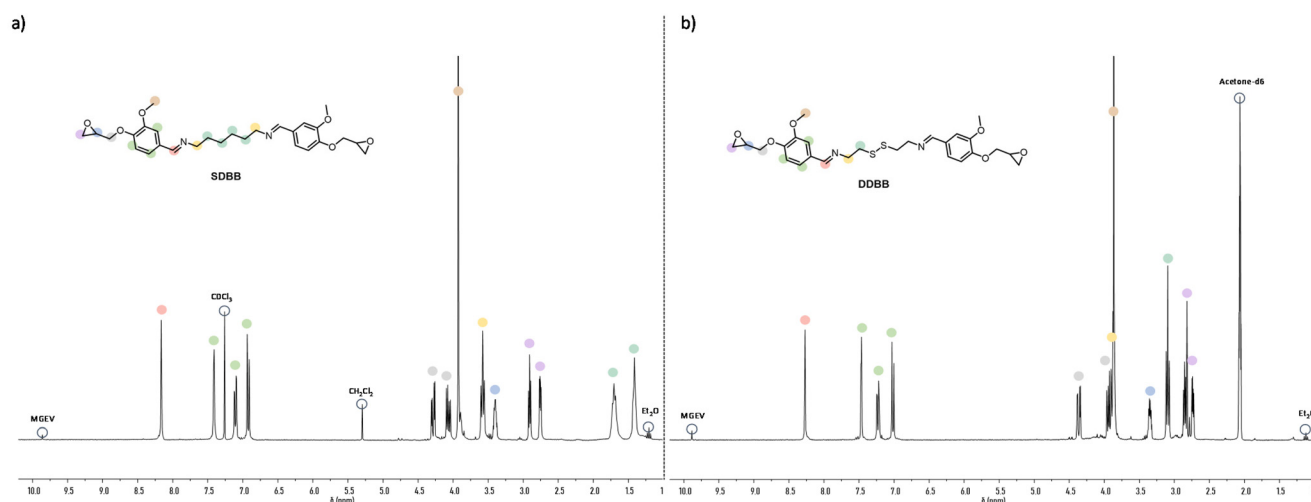 a)
O
O
O
N
N
O
O
O
SDBB
MGEV
CDCl3
CH2Cl2
Et2O
10.0 9.5 9.0 8.5 8.0 7.5 7.0 6.5 6.0 5.5 5.0 4.5 4.0 3.5 3.0 2.5 2.0 1.5 1
δ (ppm)
b)
O
O
O
N
S
S
N
O
O
O
DDBB
Acetone-d6
MGEV
Et2O
10.0 9.5 9.0 8.5 8.0 7.5 7.0 6.5 6.0 5.5 5.0 4.5 4.0 3.5 3.0 2.5 2.0 1.5
δ (ppm)